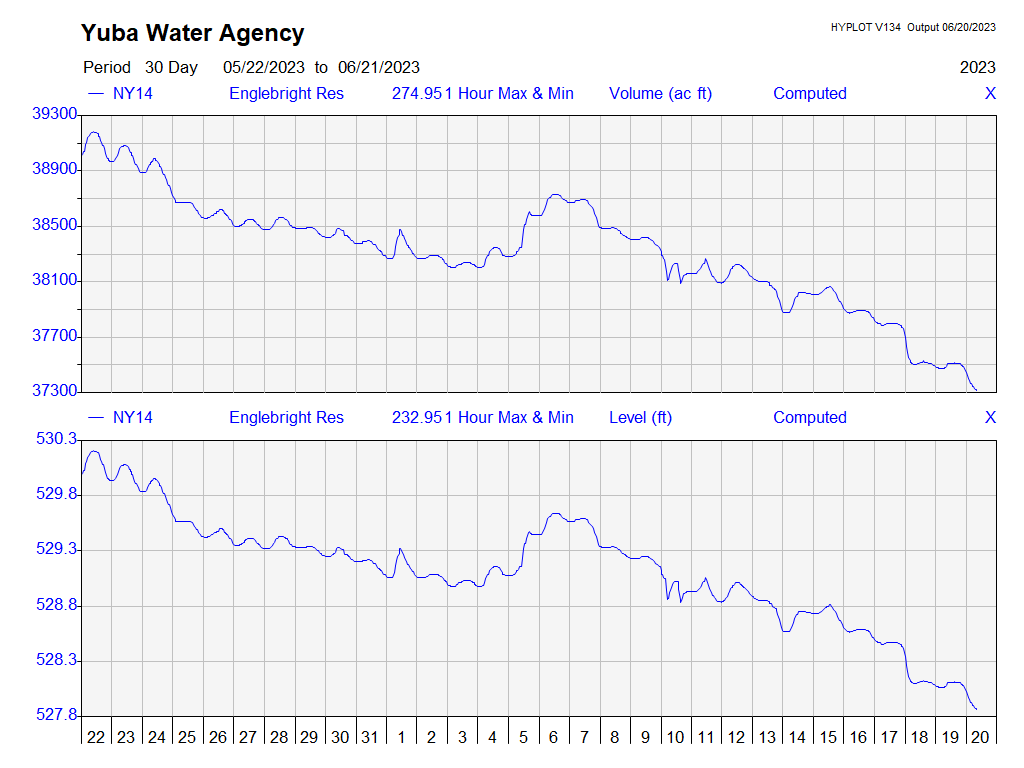 Yuba Water Agency
HYPLOT V134 Output 06/20/2023
Period 30 Day 05/22/2023 to 06/21/2023 2023
NY14 Englebright Res 274.951 Hour Max & Min Volume (ac ft) Computed X
39300
38900
38500
38100
37700
37300
NY14 Englebright Res 232.951 Hour Max & Min Level (ft) Computed X
530.3
529.8
529.3
528.8
528.3
527.8
22 23 24 25 26 27 28 29 30 31 1 2 3 4 5 6 7 8 9 10 11 12 13 14 15 16 17 18 19 20